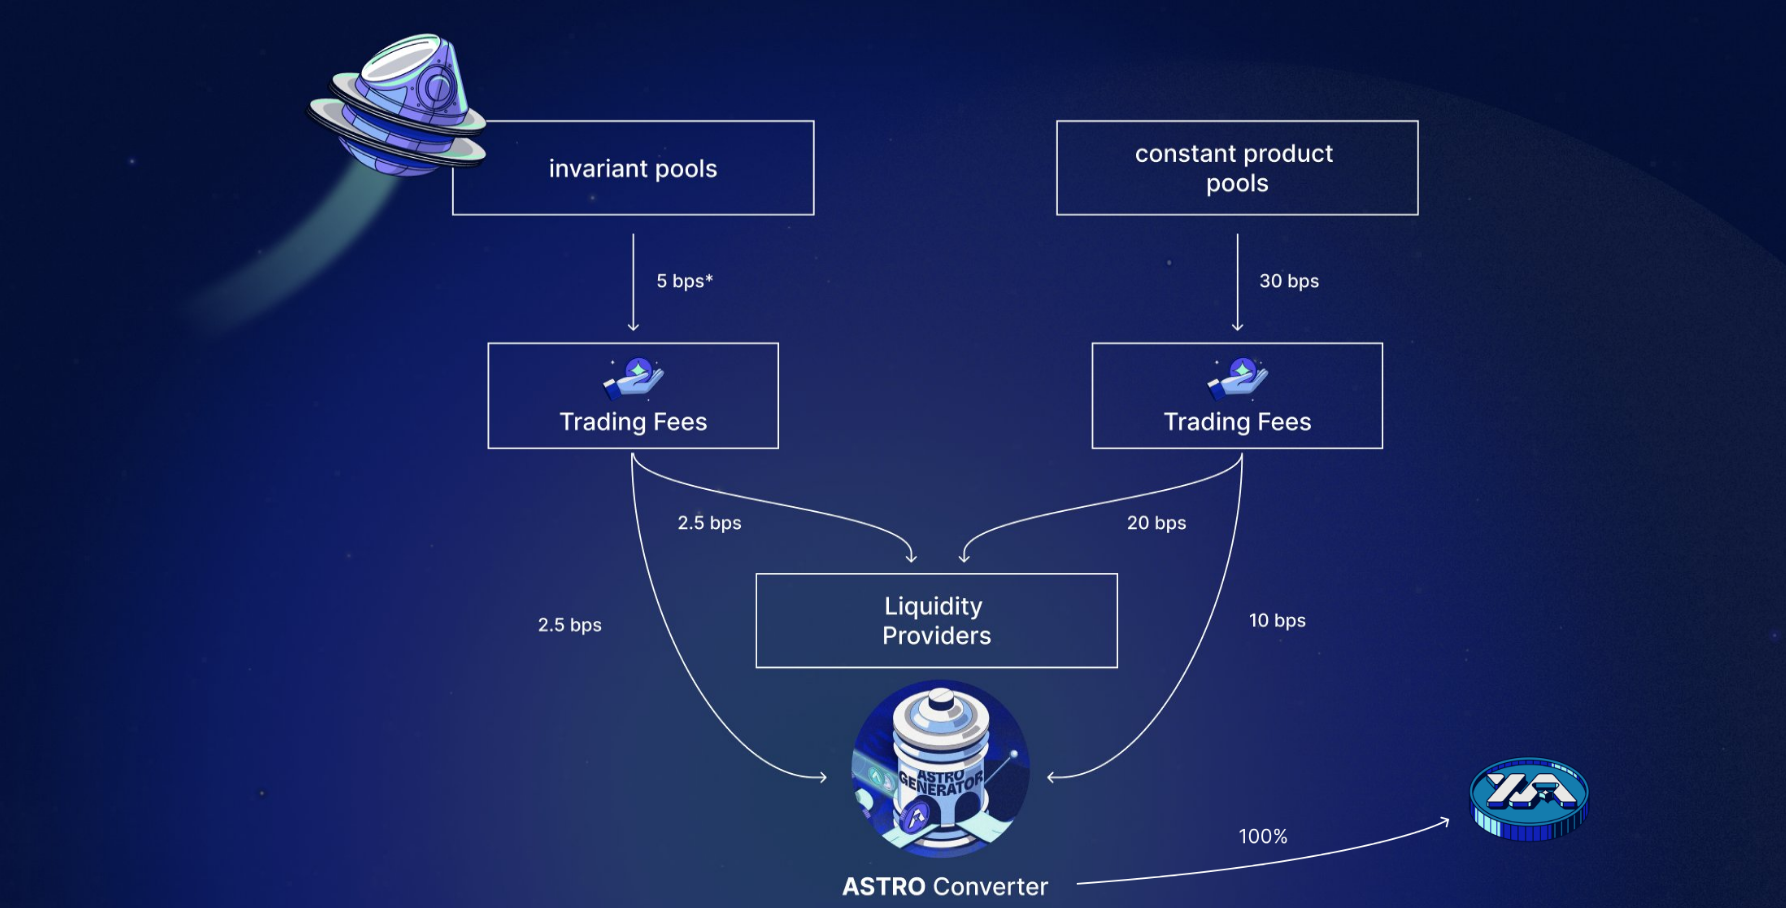 invariant pools
constant product
pools
5 bps*
30 bps
Trading Fees
Trading Fees
2.5 bps
20 bps
Liquidity
Providers
2.5 bps
10 bps
ASTRO
GENERATOR
100%
ASTRO Converter